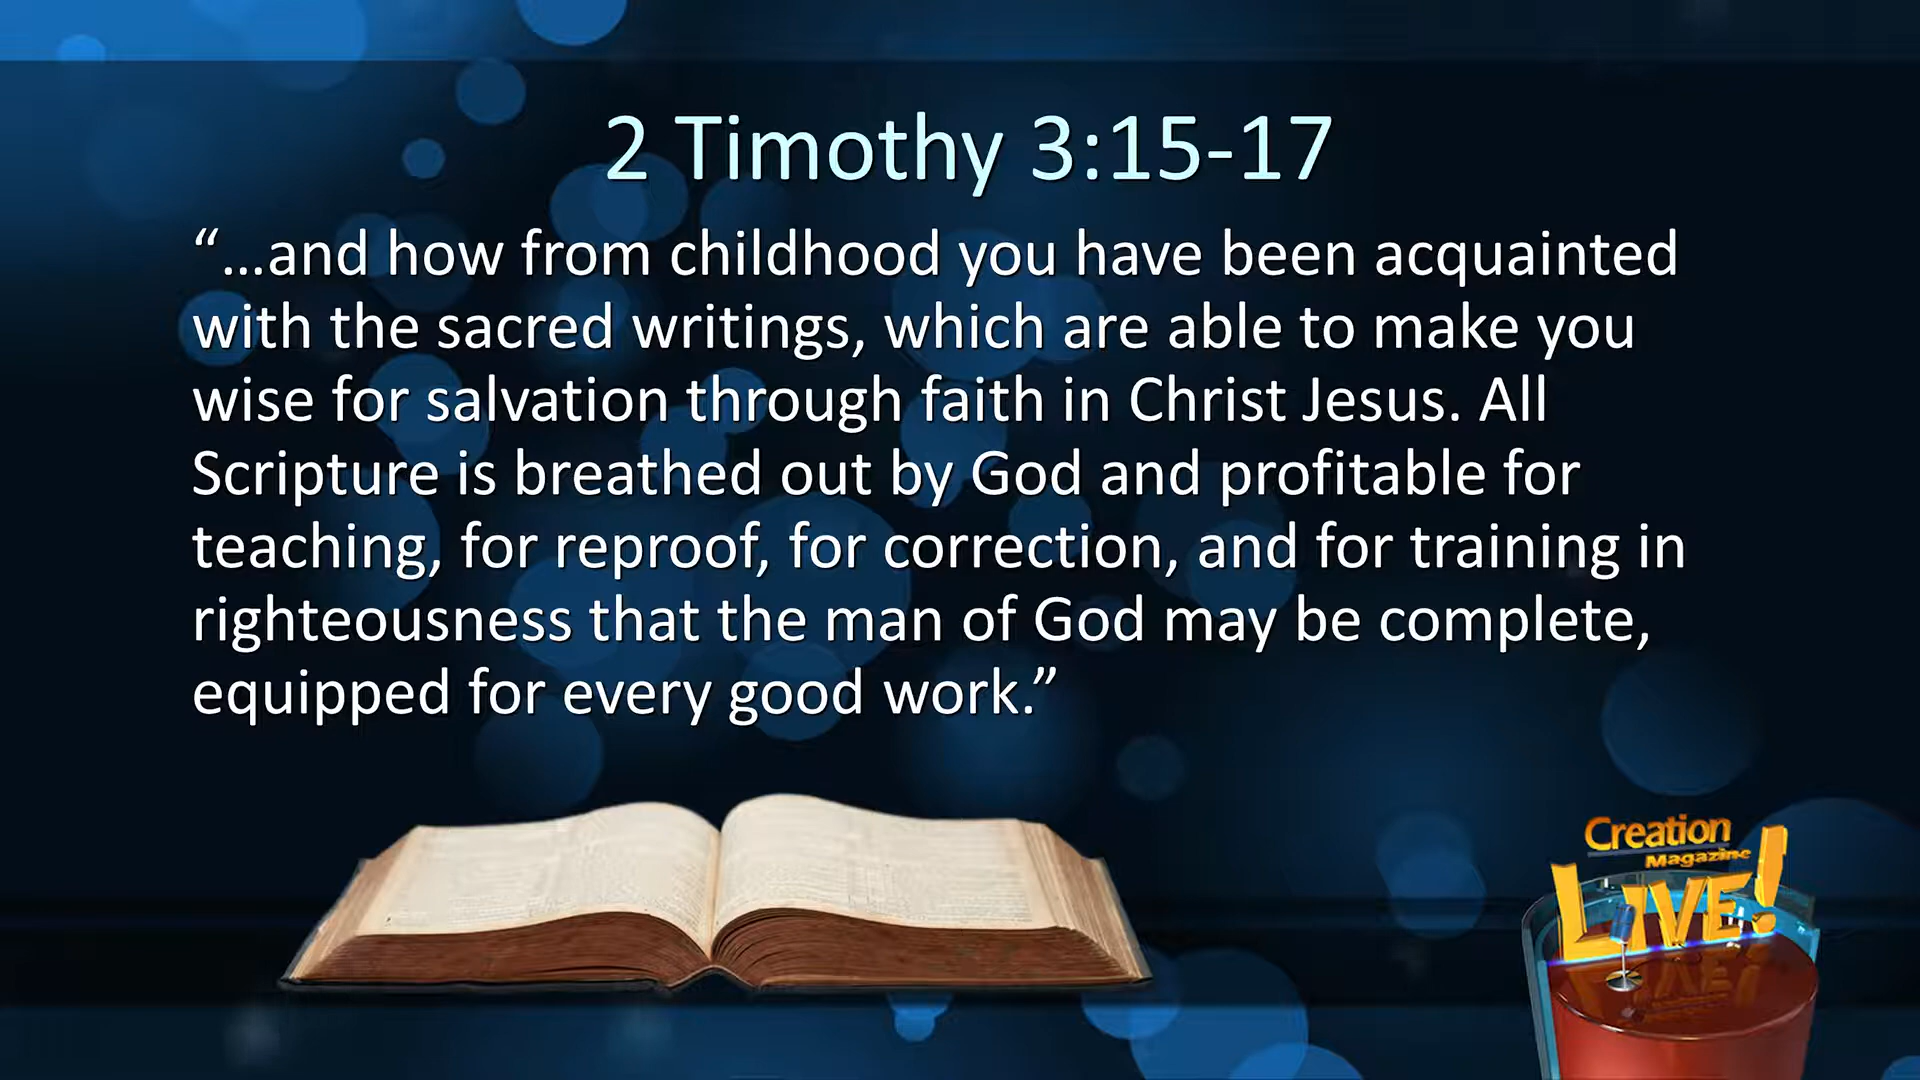 2 Timothy 3:15-17
“…and how from childhood you have been acquainted
with the sacred writings, which are able to make you
wise for salvation through faith in Christ Jesus. All
Scripture is breathed out by God and profitable for
teaching, for reproof, for correction, and for training in
righteousness that the man of God may be complete,
equipped for every good work.”
Creation
Magazine
LIVE!